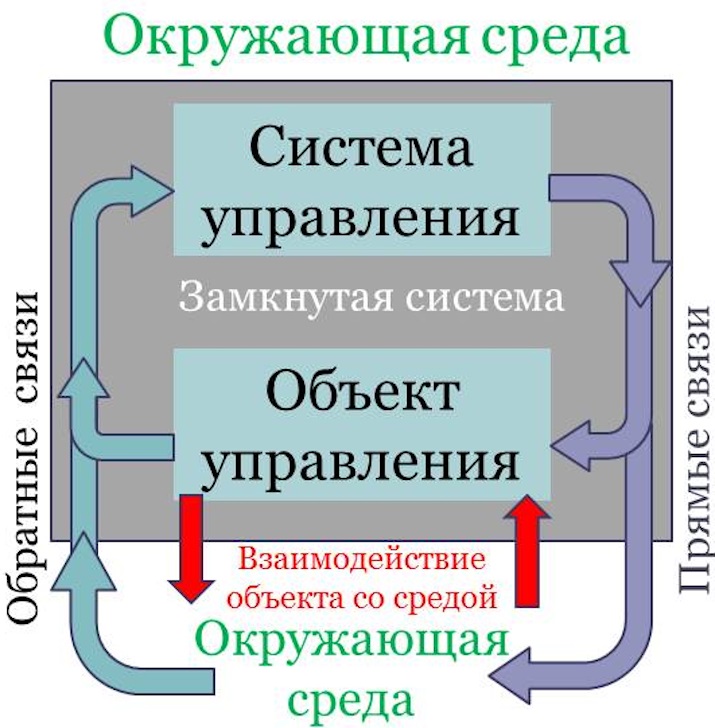 Окружающая среда
Система
управления
Замкнутая система
Обратные связи
Прямые связи
Объект
управления
Взаимодействие
объекта со средой
Окружающая
среда